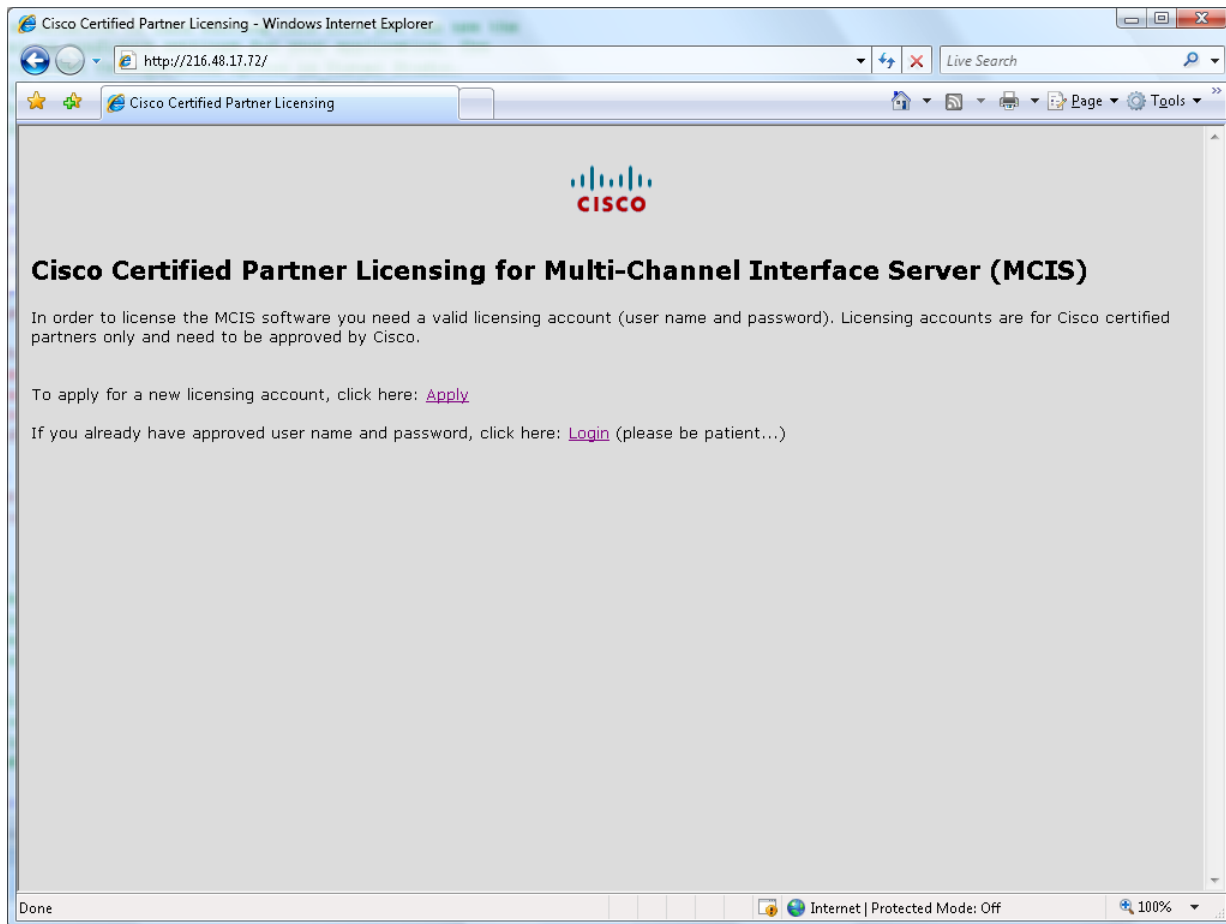 Cisco Certified Partner Licensing - Windows Internet Explorer
http://216.48.17.72/
Live Search
Cisco Certified Partner Licensing
Page
Tools
CISCO
Cisco Certified Partner Licensing for Multi-Channel Interface Server (MCIS)
In order to license the MCIS software you need a valid licensing account (user name and password). Licensing accounts are for Cisco certified
partners only and need to be approved by Cisco.
To apply for a new licensing account, click here: Apply
If you already have approved user name and password, click here: Login (please be patient...)
Done
Internet | Protected Mode: Off
100%